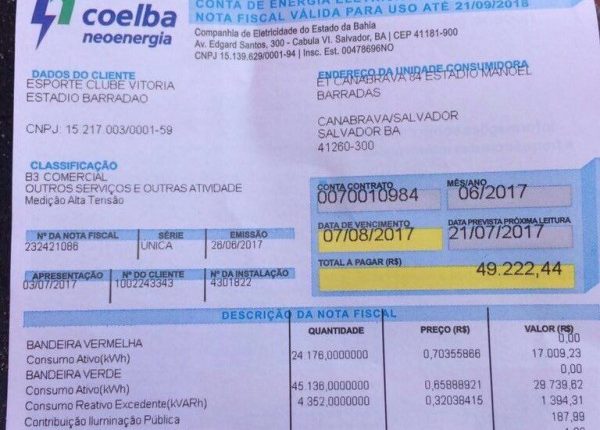 coelba
neoenergia
CONTA DE ENERGIA ELÉTRICA
NOTA FISCAL VÁLIDA PARA USO ATÉ 21/09/2018
Companhia de Eletricidade do Estado da Bahia
Av. Edgard Santos, 300 - Cabula VI. Salvador, BA | CEP 41181-900
CNPJ 15.139.629/0001-94 | Insc. Est. 00478696NO
DADOS DO CLIENTE
ESPORTE CLUBE VITORIA
ESTADIO BARRADAO
CNPJ: 15 217 003/0001-59
ENDEREÇO DA UNIDADE CONSUMIDORA
ET CANABRAVA 84 ESTADIO MANOEL
BARRADAS
CANABRAVA/SALVADOR
SALVADOR BA
41260-300
CLASSIFICAÇÃO
B3 COMERCIAL
OUTROS SERVIÇOS E OUTRAS ATIVIDADE
Medição Alta Tensão
CONTA CONTRATO MÊS/ANO
0070010984 06/2017
DATA DE VENCIMENTO DATA PREVISTA PRÓXIMA LEITURA
07/08/2017 21/07/2017
TOTAL A PAGAR (R$)
49.222,44
Nº DA NOTA FISCAL SÉRIE EMISSÃO
232421086 UNICA 26/06/2017
APRESENTAÇÃO Nº DO CLIENTE Nº DA INSTALAÇÃO
03/07/2017 1002243343 4301822
DESCRIÇÃO DA NOTA FISCAL
QUANTIDADE PREÇO (R$) VALOR (R$)
BANDEIRA VERMELHA 0,00
Consumo Ativo(kWh) 24 176,0000000 0,70355866 17.009,23
BANDEIRA VERDE 0,00
Consumo Ativo(kWh) 45 136,0000000 0,65888921 29.739,62
Consumo Reativo Excedente(kVARh) 4 352,0000000 0,32038415 1 394,31
Contribuição Iluminação Pública 187,99